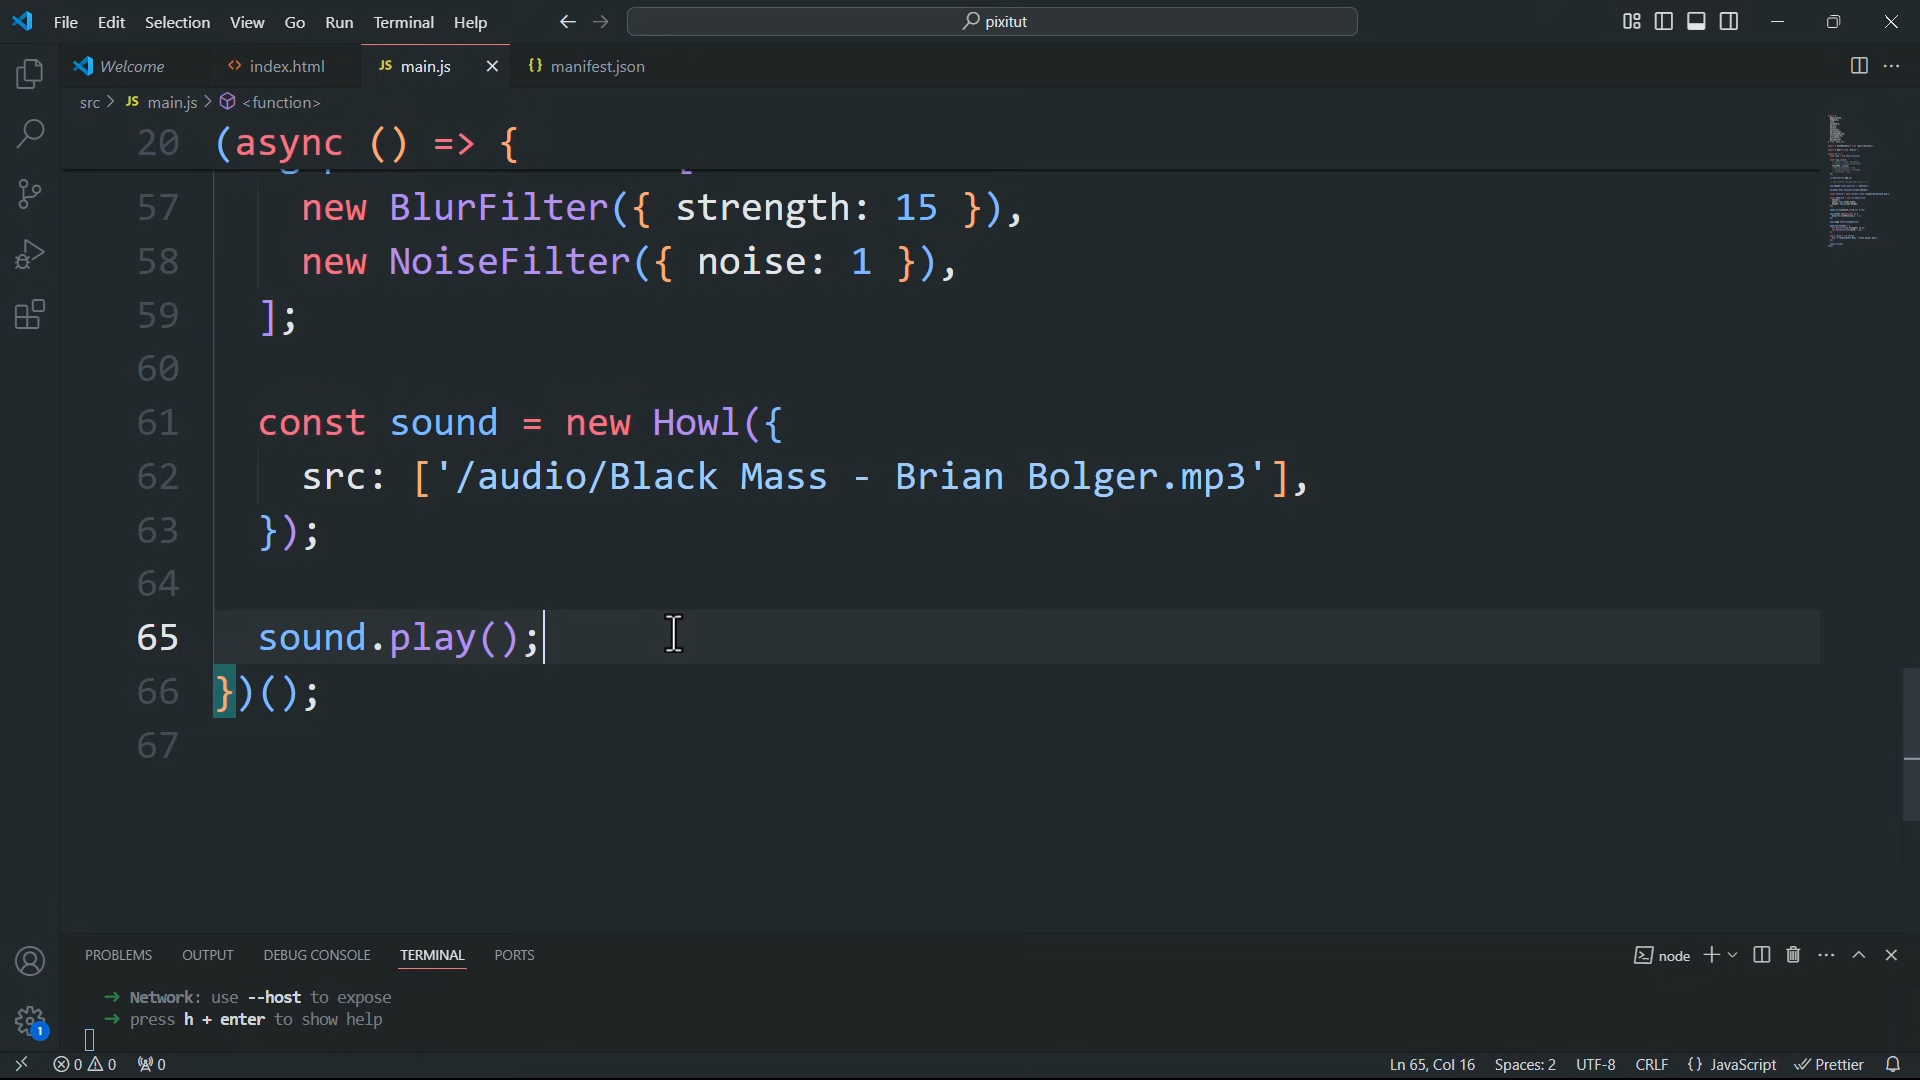 File Edit Selection View Go Run Terminal Help
pixitut
Welcome
<> index.html
JS main.js
{} manifest.json
src > JS main.js > <function>
20 (async () => {
57 new BlurFilter({ strength: 15 }),
58 new NoiseFilter({ noise: 1 }),
59 ];
60
61 const sound = new Howl({
62 src: ['/audio/Black Mass - Brian Bolger.mp3'],
63 });
64
65 sound.play();
66 })();
67
PROBLEMS OUTPUT DEBUG CONSOLE TERMINAL PORTS
node
→ Network: use --host to expose
→ press h + enter to show help
1
0 0 0
Ln 65, Col 16 Spaces: 2 UTF-8 CRLF {} JavaScript Prettier